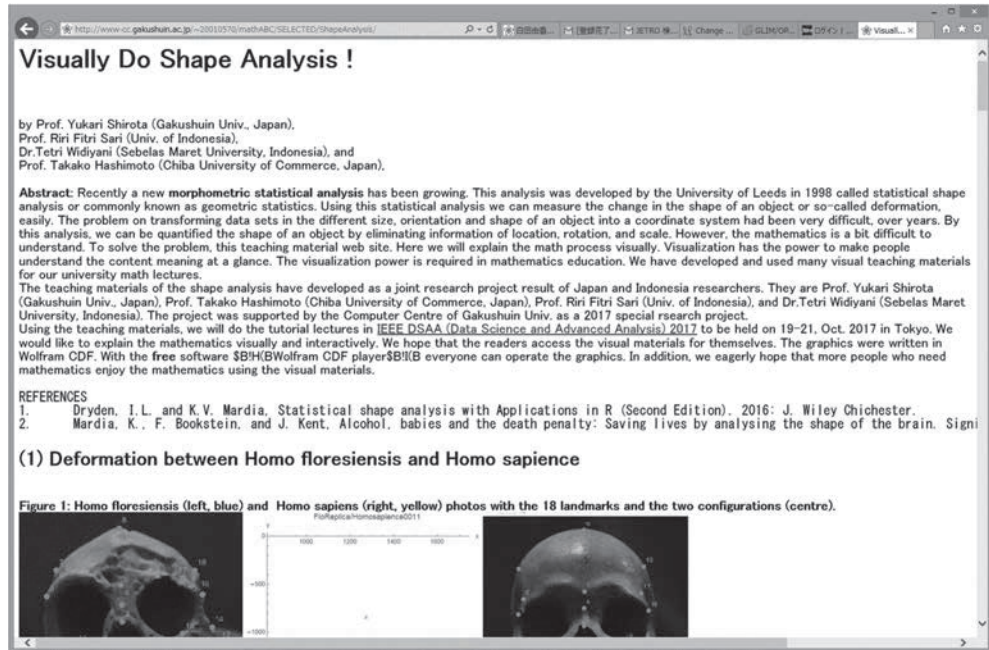 http://www-cc.gakushuin.ac.jp/~20010570/mathABC/SELECTED/ShapeAnalysis/
Change ...
Visuall...
Visually Do Shape Analysis !
by Prof. Yukari Shirota (Gakushuin Univ., Japan),
Prof. Riri Fitri Sari (Univ. of Indonesia),
Dr.Tetri Widiyani (Sebelas Maret University, Indonesia), and
Prof. Takako Hashimoto (Chiba University of Commerce, Japan),
Abstract: Recently a new morphometric statistical analysis has been growing. This analysis was developed by the University of Leeds in 1998 called statistical shape
analysis or commonly known as geometric statistics. Using this statistical analysis we can measure the change in the shape of an object or so-called deformation,
easily. The problem on transforming data sets in the different size, orientation and shape of an object into a coordinate system had been very difficult, over years. By
this analysis, we can be quantified the shape of an object by eliminating information of location, rotation, and scale. However, the mathematics is a bit difficult to
understand. To solve the problem, this teaching material web site. Here we will explain the math process visually. Visualization has the power to make people
understand the content meaning at a glance. The visualization power is required in mathematics education. We have developed and used many visual teaching materials
for our university math lectures.
The teaching materials of the shape analysis have developed as a joint research project result of Japan and Indonesia researchers. They are Prof. Yukari Shirota
(Gakushuin Univ., Japan), Prof. Takako Hashimoto (Chiba University of Commerce, Japan), Prof. Riri Fitri Sari (Univ. of Indonesia), and Dr.Tetri Widiyani (Sebelas Maret
University, Indonesia). The project was supported by the Computer Centre of Gakushuin Univ. as a 2017 special rsearch project.
Using the teaching materials, we will do the tutorial lectures in IEEE DSAA (Data Science and Advanced Analysis) 2017 to be held on 19-21, Oct. 2017 in Tokyo. We
would like to explain the mathematics visually and interactively. We hope that the readers access the visual materials for themselves. The graphics were written in
Wolfram CDF. With the free software $B!H(BWolfram CDF player$B!I(B everyone can operate the graphics. In addition, we eagerly hope that more people who need
mathematics enjoy the mathematics using the visual materials.
REFERENCES
1. Dryden, I.L. and K.V. Mardia, Statistical shape analysis with Applications in R (Second Edition). 2016: J. Wiley Chichester.
2. Mardia, K., F. Bookstein, and J. Kent, Alcohol, babies and the death penalty: Saving lives by analysing the shape of the brain. Signi
(1) Deformation between Homo floresiensis and Homo sapience
Figure 1: Homo floresiensis (left, blue) and Homo sapiens (right, yellow) photos with the 18 landmarks and the two configurations (centre).
FloReplica/Homosapience0011
1000 1200 1400 1600
-500
-1000